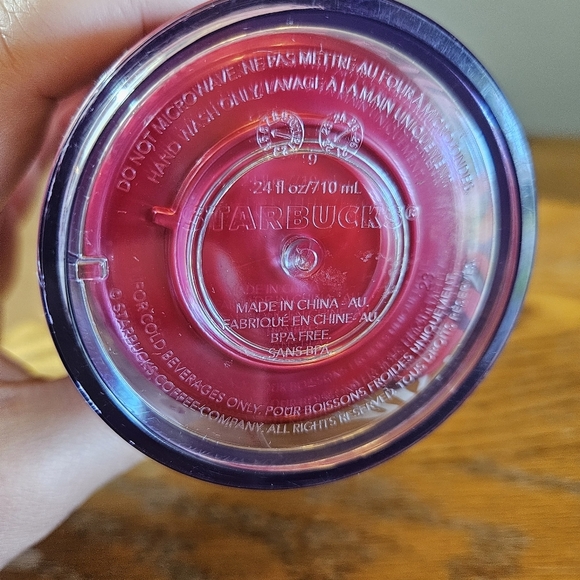 DO NOT MICROWAVE. NE PAS METTRE AU FOUR À
HAND WASH ONLY. LAVAGE À LA MAIN UNIQUEMENT
24 fl oz/710 mL
STARBUCKS®
MADE IN CHINA - AU.
FABRIQUÉ EN CHINE- AU.
BPA FREE
SANS BPA
FOR COLD BEVERAGES ONLY. POUR BOISSONS FROIDES UNIQUEMENT.
© STARBUCKS COFFEE COMPANY. ALL RIGHTS RESERVED. TOUS DROITS